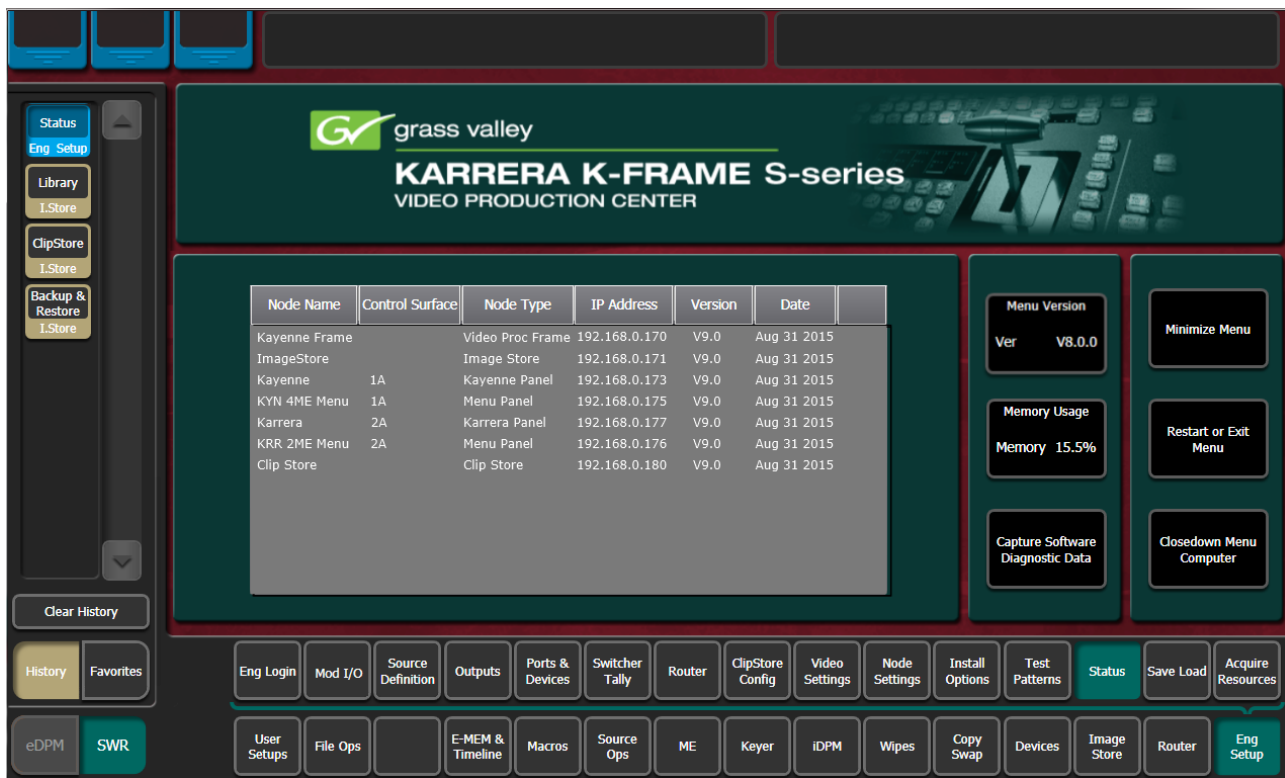 Status
Eng Setup
Library
I.Store
ClipStore
I.Store
Backup &
Restore
I.Store
Clear History
History
Favorites
eDPM
SWR
GV grass valley
KARRERA K-FRAME S-series
VIDEO PRODUCTION CENTER
Node Name Control Surface Node Type IP Address Version Date
Kayenne Frame Video Proc Frame 192.168.0.170 V9.0 Aug 31 2015
ImageStore Image Store 192.168.0.171 V9.0 Aug 31 2015
Kayenne 1A Kayenne Panel 192.168.0.173 V9.0 Aug 31 2015
KYN 4ME Menu 1A Menu Panel 192.168.0.175 V9.0 Aug 31 2015
Karrera 2A Karrera Panel 192.168.0.177 V9.0 Aug 31 2015
KRR 2ME Menu 2A Menu Panel 192.168.0.176 V9.0 Aug 31 2015
Clip Store Clip Store 192.168.0.180 V9.0 Aug 31 2015
Menu Version
Ver V8.0.0
Memory Usage
Memory 15.5%
Capture Software
Diagnostic Data
Minimize Menu
Restart or Exit
Menu
Closedown Menu
Computer
Eng Login
Mod I/O
Source
Definition
Outputs
Ports &
Devices
Switcher
Tally
Router
ClipStore
Config
Video
Settings
Node
Settings
Install
Options
Test
Patterns
Status
Save Load
Acquire
Resources
User
Setups
File Ops
E-MEM &
Timeline
Macros
Source
Ops
ME
Keyer
iDPM
Wipes
Copy
Swap
Devices
Image
Store
Router
Eng
Setup